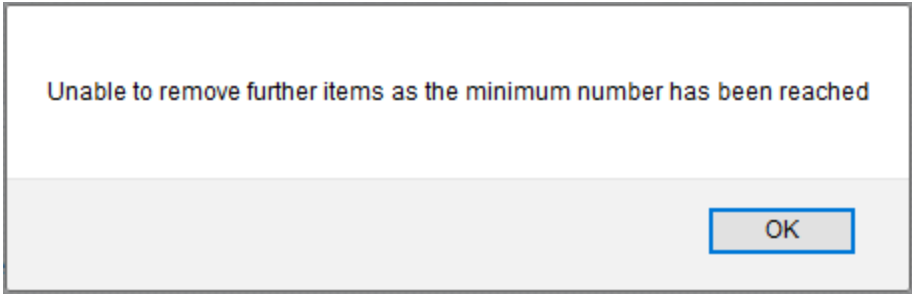 Unable to remove further items as the minimum number has been reached
OK